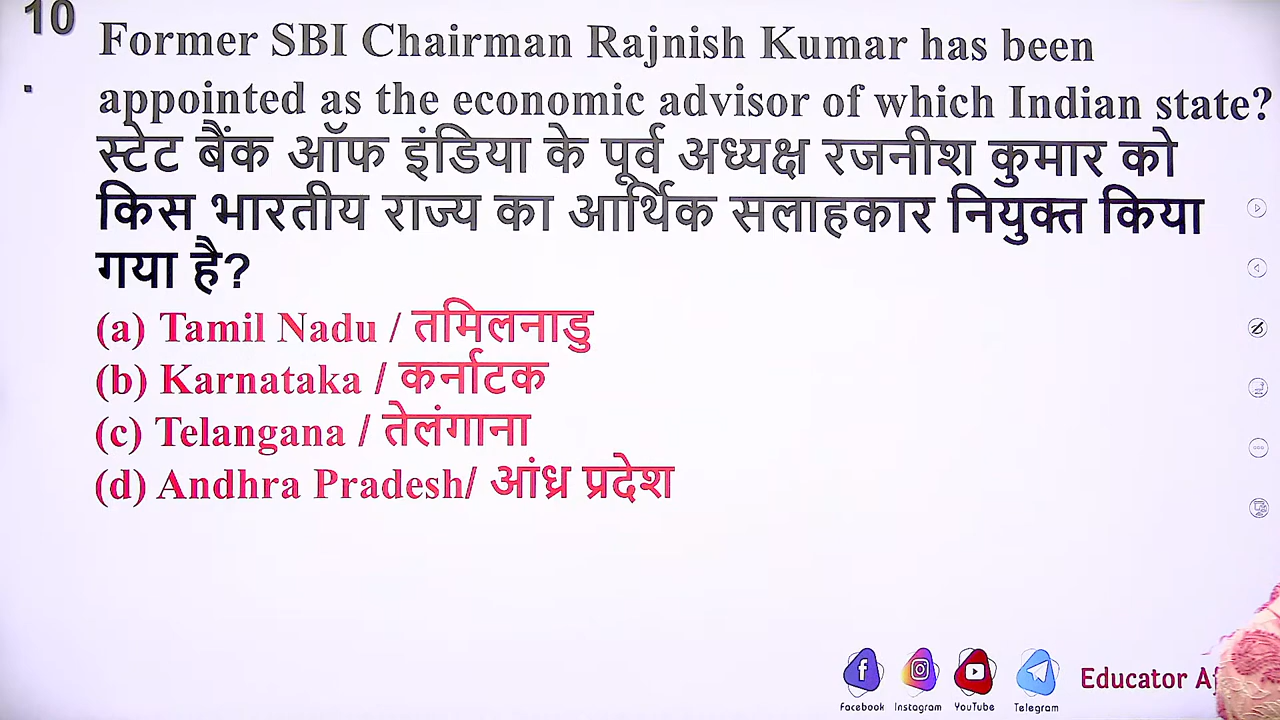 10
.
Former SBI Chairman Rajnish Kumar has been
appointed as the economic advisor of which Indian state?
स्टेट बैंक ऑफ इंडिया के पूर्व अध्यक्ष रजनीश कुमार को
किस भारतीय राज्य का आर्थिक सलाहकार नियुक्त किया
गया है?
(a) Tamil Nadu / तमिलनाडु
(b) Karnataka / कर्नाटक
(c) Telangana / तेलंगाना
(d) Andhra Pradesh/ आंध्र प्रदेश
Facebook Instagram YouTube Telegram
Educator